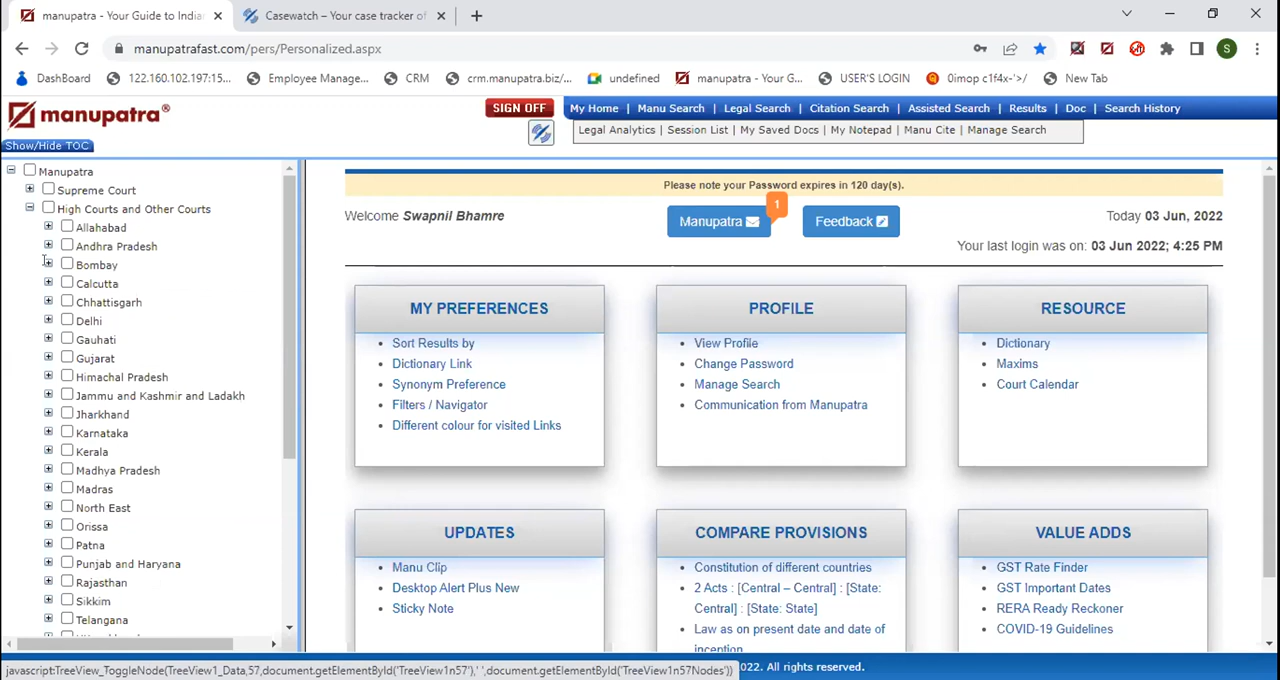 manupatra - Your Guide to Indian
Casewatch – Your case tracker of
manupatrafast.com/pers/Personalized.aspx
S
DashBoard
122.160.102.197:15...
Employee Manage...
CRM
crm.manupatra.biz/...
undefined
manupatra - Your G...
USER'S LOGIN
0imop c1f4x-'>/
New Tab
manupatra®
SIGN OFF
My Home | Manu Search | Legal Search | Citation Search | Assisted Search | Results | Doc | Search History
Legal Analytics | Session List | My Saved Docs | My Notepad | Manu Cite | Manage Search
Show/Hide TOC
Manupatra
Supreme Court
High Courts and Other Courts
Allahabad
Andhra Pradesh
Bombay
Calcutta
Chhattisgarh
Delhi
Gauhati
Gujarat
Himachal Pradesh
Jammu and Kashmir and Ladakh
Jharkhand
Karnataka
Kerala
Madhya Pradesh
Madras
North East
Orissa
Patna
Punjab and Haryana
Rajasthan
Sikkim
Telangana
Please note your Password expires in 120 day(s).
Welcome Swapnil Bhamre
Manupatra
1
Feedback
Today 03 Jun, 2022
Your last login was on: 03 Jun 2022; 4:25 PM
MY PREFERENCES
Sort Results by
Dictionary Link
Synonym Preference
Filters / Navigator
Different colour for visited Links
PROFILE
View Profile
Change Password
Manage Search
Communication from Manupatra
RESOURCE
Dictionary
Maxims
Court Calendar
UPDATES
Manu Clip
Desktop Alert Plus New
Sticky Note
COMPARE PROVISIONS
Constitution of different countries
2 Acts : [Central – Central] : [State:
Central] : [State: State]
Law as on present date and date of
inception
VALUE ADDS
GST Rate Finder
GST Important Dates
RERA Ready Reckoner
COVID-19 Guidelines
javascript:TreeView_ToggleNode(TreeView1_Data,57,document.getElementById('TreeView1n57'),' ',document.getElementById('TreeView1n57Nodes'))
2022. All rights reserved.